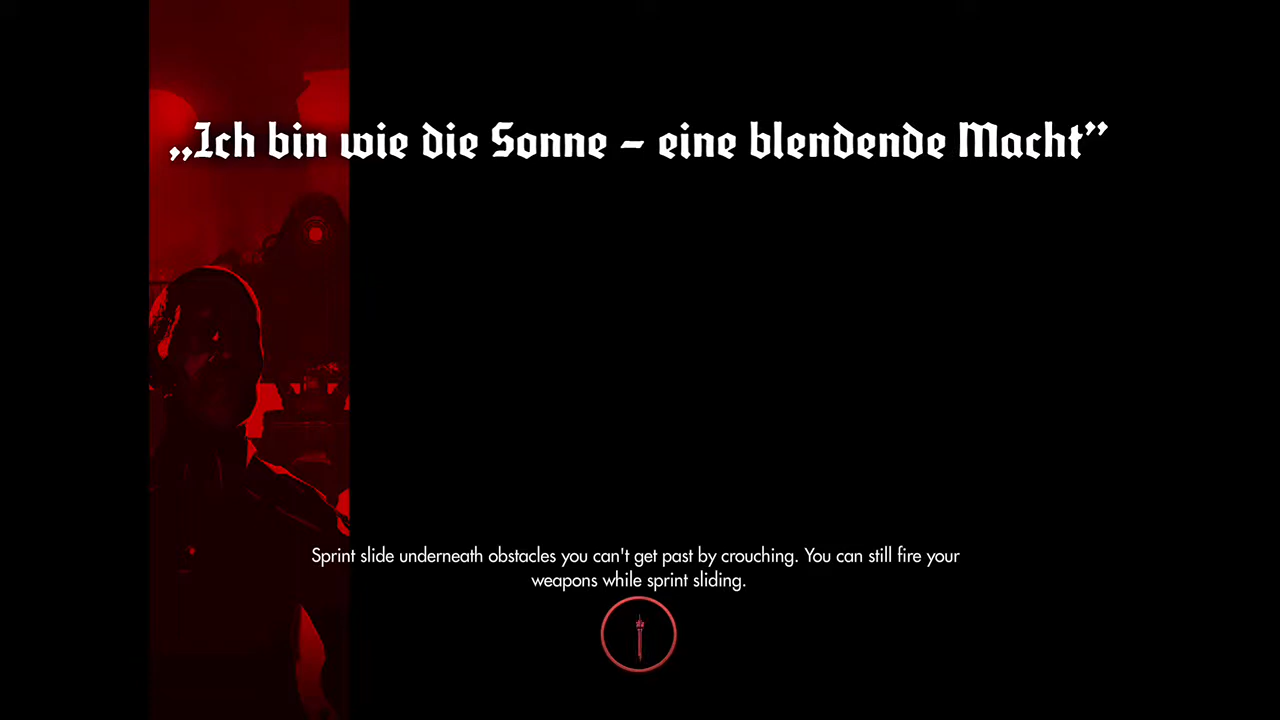 „Ich bin wie die Sonne – eine blendende Macht”
Sprint slide underneath obstacles you can't get past by crouching. You can still fire your
weapons while sprint sliding.